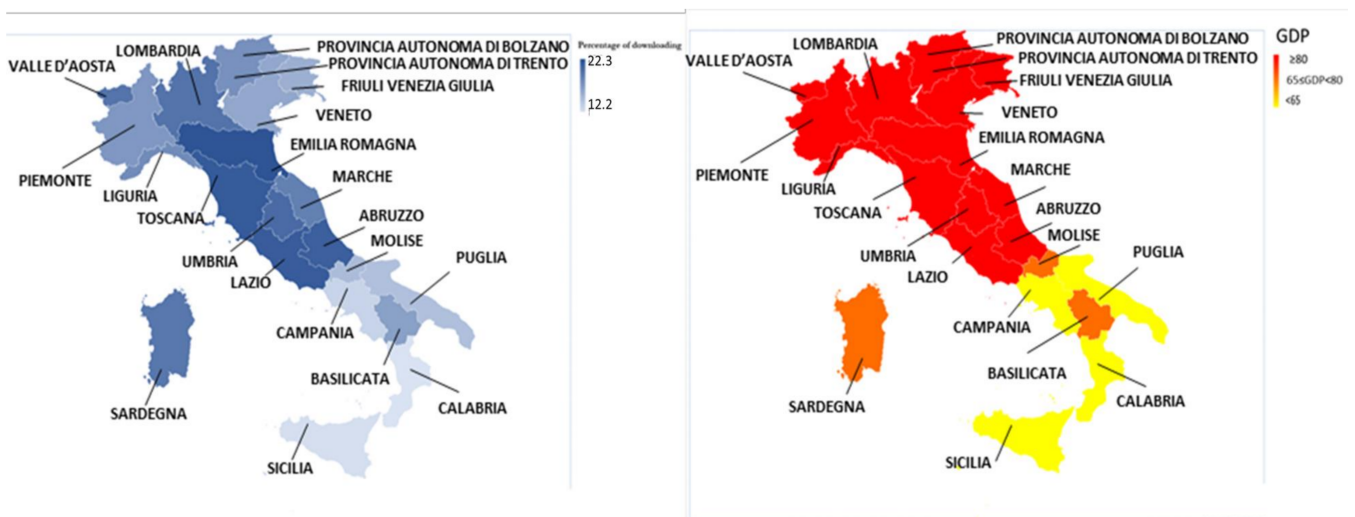 LOMBARDIA
PROVINCIA AUTONOMA DI BOLZANO
PROVINCIA AUTONOMA DI TRENTO
VALLE D'AOSTA
FRIULI VENEZIA GIULIA
VENETO
EMILIA ROMAGNA
PIEMONTE
LIGURIA
MARCHE
TOSCANA
ABRUZZO
MOLISE
UMBRIA
PUGLIA
LAZIO
CAMPANIA
BASILICATA
CALABRIA
SARDEGNA
SICILIA
Percentage of downloading
22.3
12.2
LOMBARDIA
PROVINCIA AUTONOMA DI BOLZANO
PROVINCIA AUTONOMA DI TRENTO
VALLE D'AOSTA
FRIULI VENEZIA GIULIA
VENETO
EMILIA ROMAGNA
PIEMONTE
LIGURIA
MARCHE
TOSCANA
ABRUZZO
MOLISE
UMBRIA
PUGLIA
LAZIO
CAMPANIA
BASILICATA
CALABRIA
SARDEGNA
SICILIA
GDP
≥80
65≤GDP<80
<65